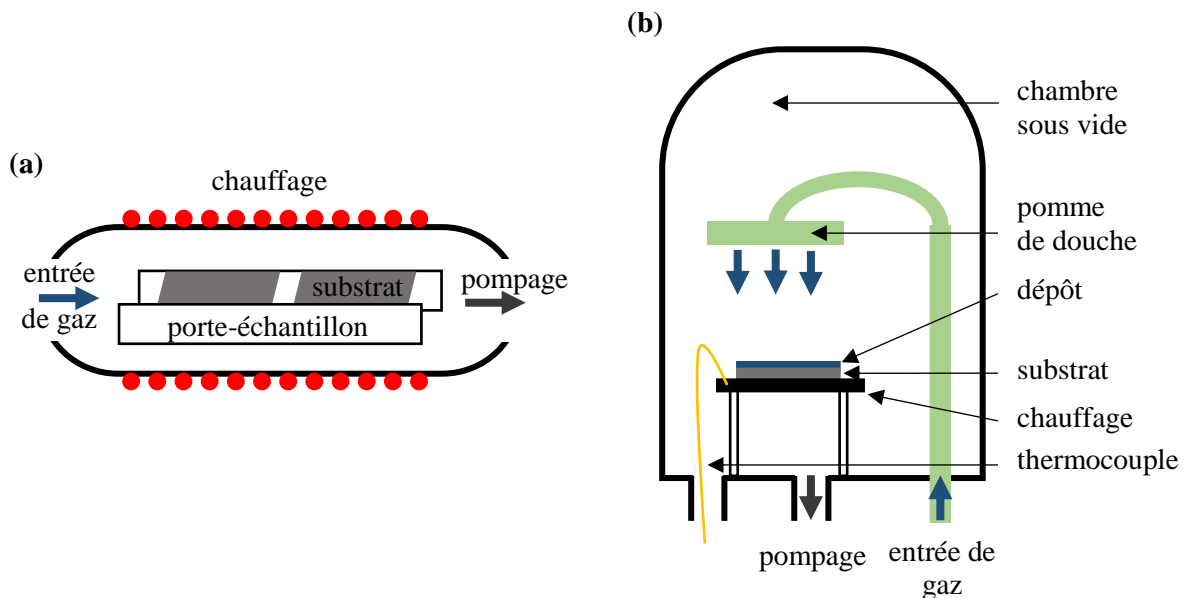 (a)
chauffage
entrée
de gaz
substrat
porte-échantillon
pompage
(b)
chambre
sous vide
pomme
de douche
dépôt
substrat
chauffage
thermocouple
pompage
entrée de
gaz